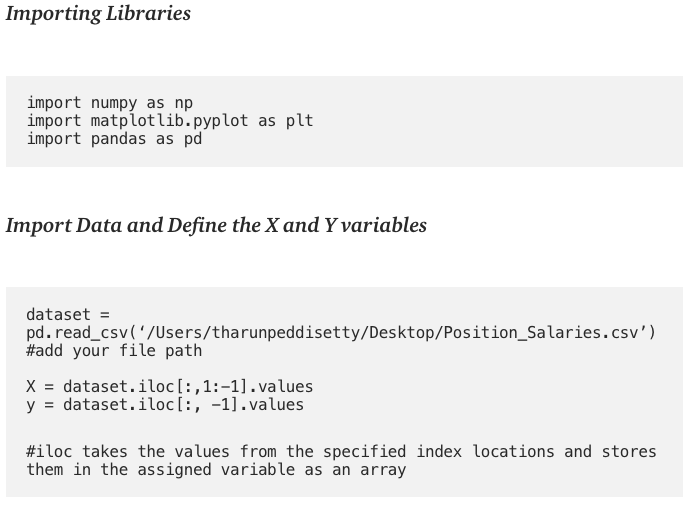 Importing Libraries
import numpy as np
import matplotlib.pyplot as plt
import pandas as pd
Import Data and Define the X and Y variables
dataset =
pd.read_csv(‘/Users/tharunpeddisetty/Desktop/Position_Salaries.csv’)
#add your file path
X = dataset.iloc[:,1:-1].values
y = dataset.iloc[:, -1].values
#iloc takes the values from the specified index locations and stores
them in the assigned variable as an array